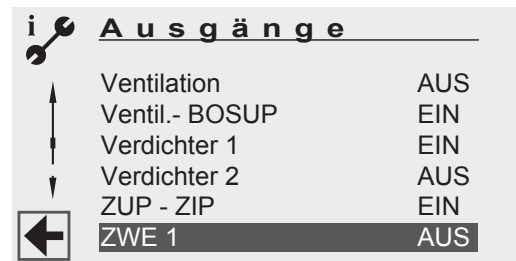 i
Ausgänge
Ventilation AUS
Ventil.- BOSUP EIN
Verdichter 1 EIN
Verdichter 2 AUS
ZUP - ZIP EIN
ZWE 1 AUS